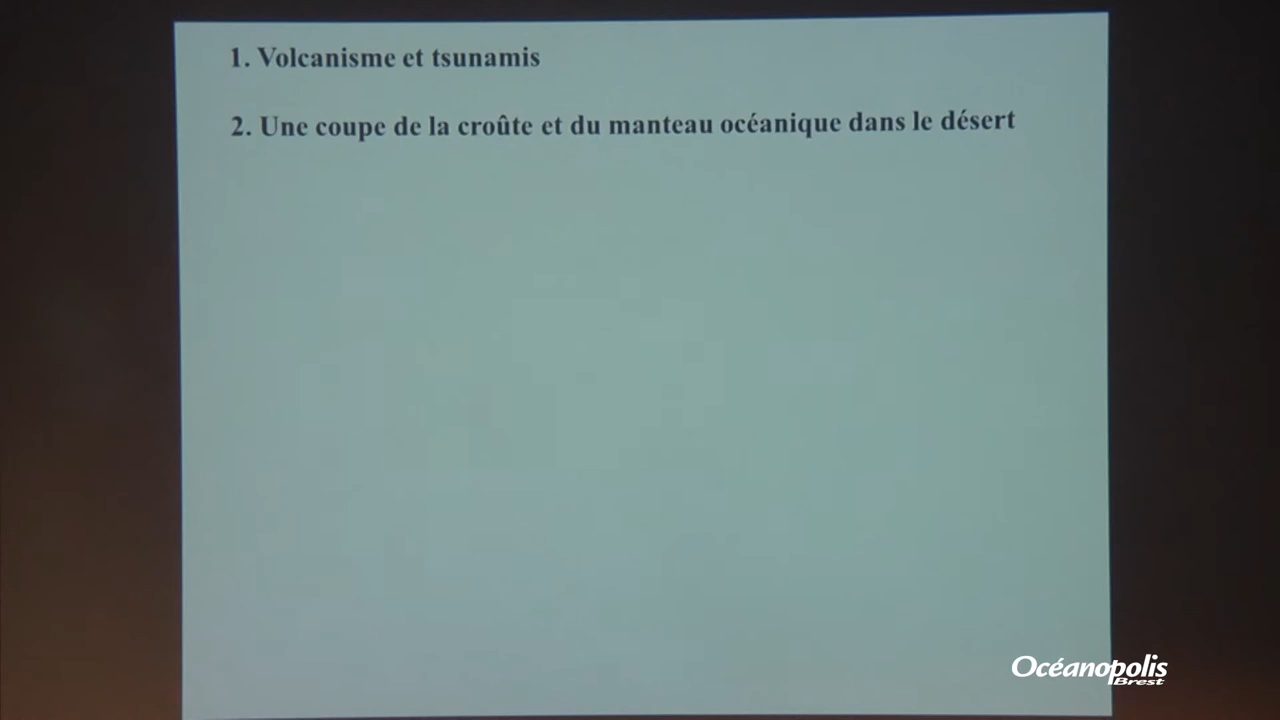 1. Volcanisme et tsunamis
2. Une coupe de la croûte et du manteau océanique dans le désert
Océanopolis
Brest